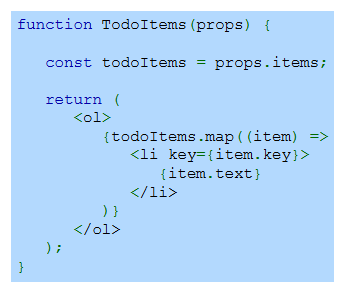 function TodoItems(props) {
const todoItems = props.items;
return (
<ol>
{todoItems.map((item) =>
<li key={item.key}>
{item.text}
</li>
)}
</ol>
);
}